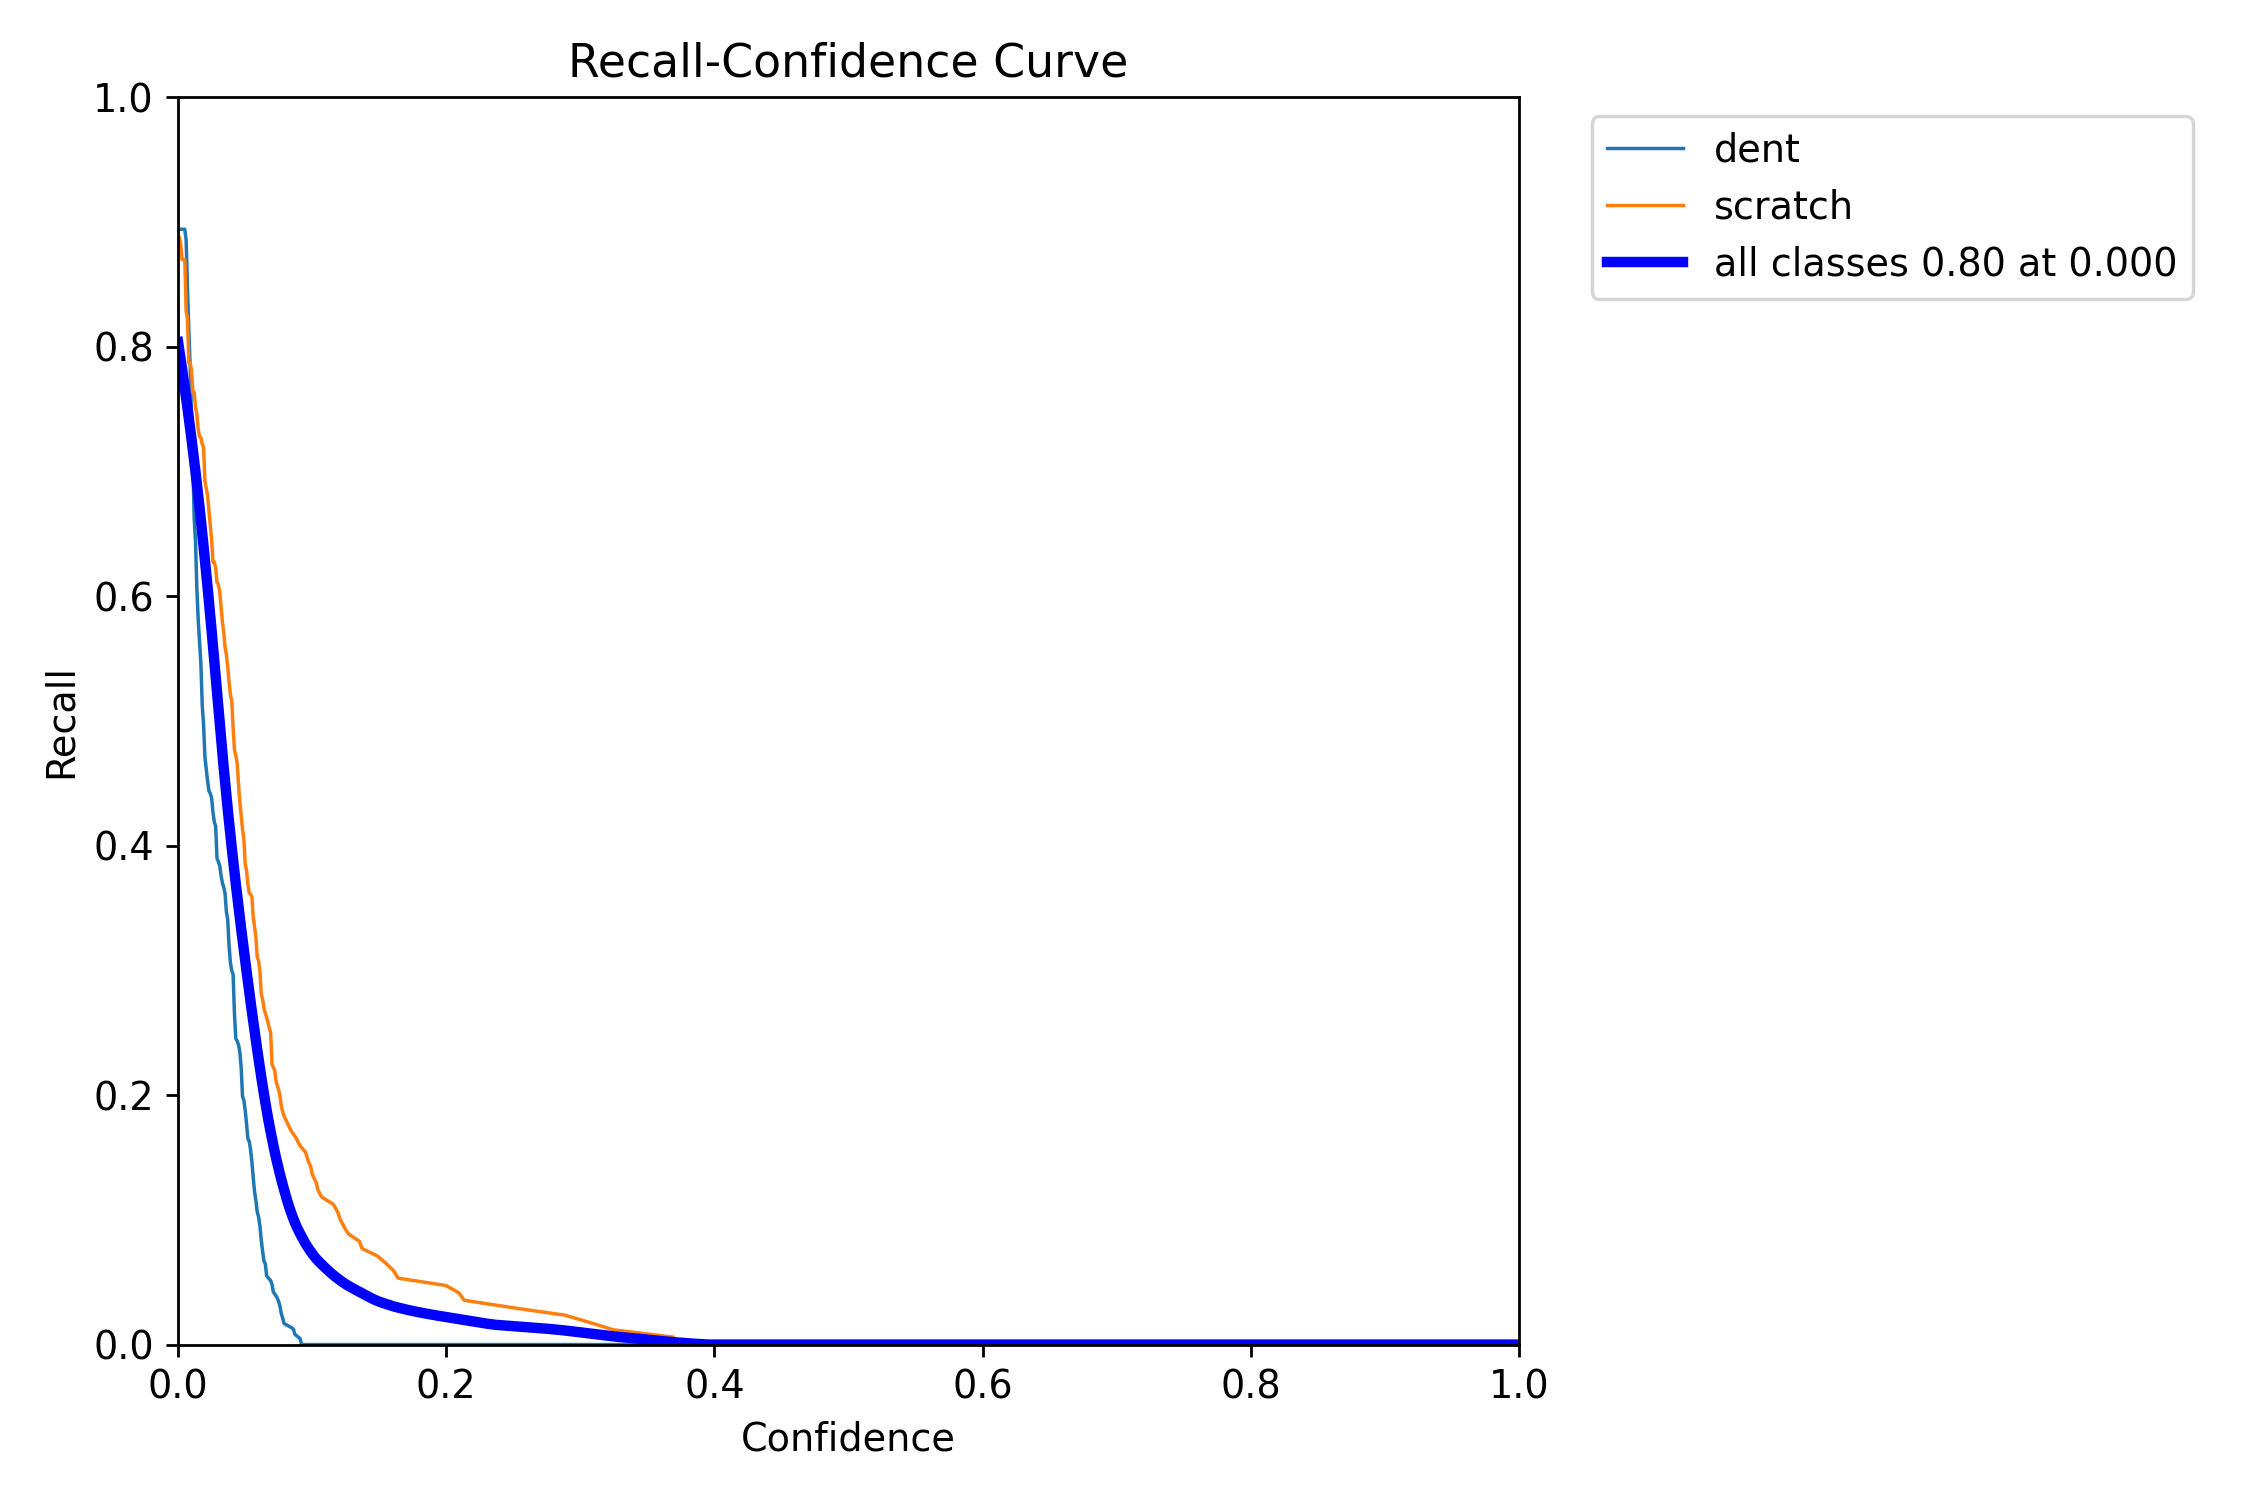 Recall-Confidence Curve
1.0
0.8
0.6
0.4
0.2
0.0
Recall
0.0 0.2 0.4 0.6 0.8 1.0
Confidence
dent
scratch
all classes 0.80 at 0.000